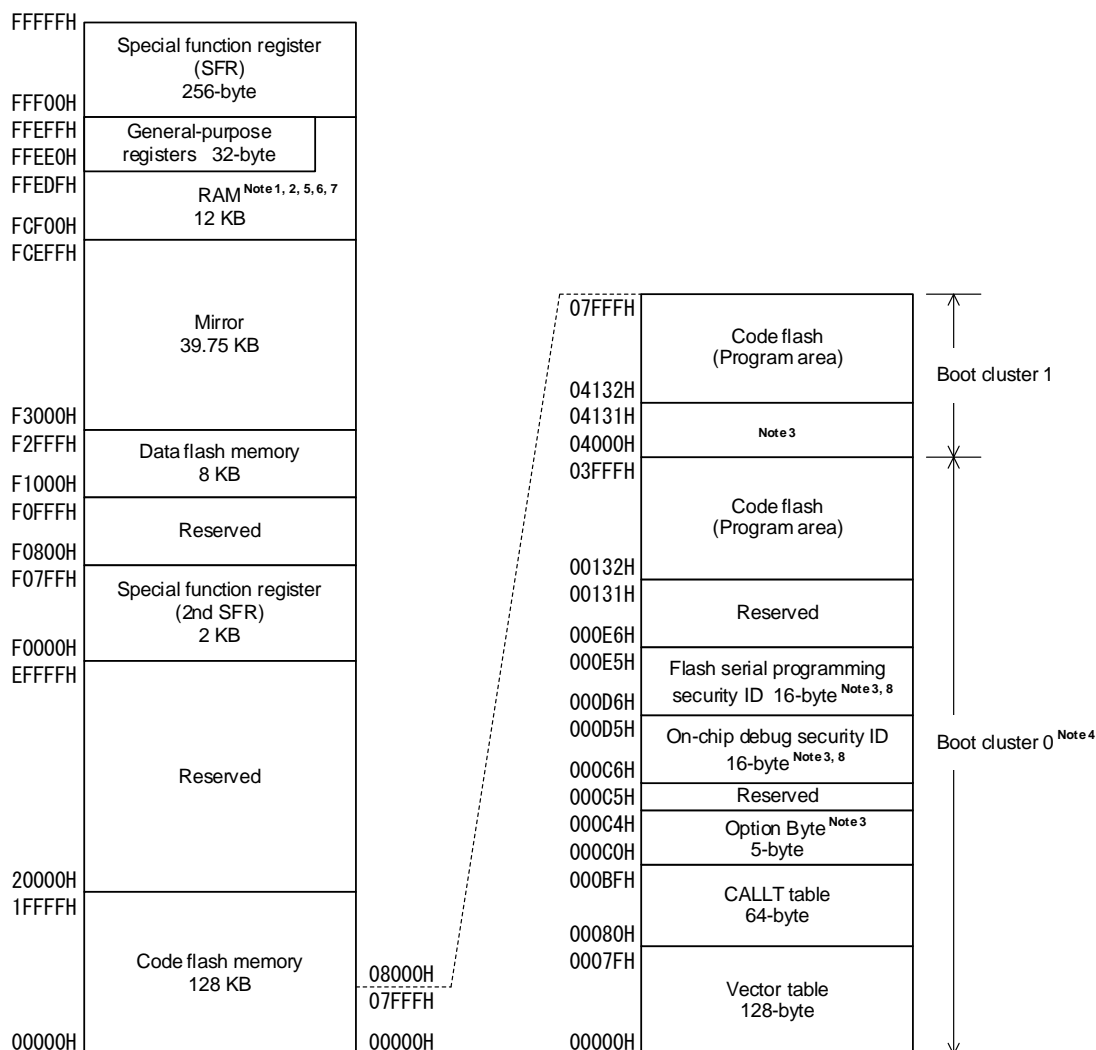 FFFFFH
Special function register
(SFR)
256-byte
FFF00H
FFEFFH
General-purpose
registers 32-byte
FFEE0H
FFEDFH
RAM Note 1, 2, 5, 6, 7
12 KB
FCF00H
FCEFFH
Mirror
39.75 KB
F3000H
F2FFFH
Data flash memory
8 KB
F1000H
F0FFFH
Reserved
F0800H
F07FFH
Special function register
(2nd SFR)
2 KB
F0000H
EFFFFH
Reserved
20000H
1FFFFH
Code flash memory
128 KB
00000H
08000H
07FFFH
00000H
07FFFH
Code flash
(Program area)
04132H
04131H
Note 3
04000H
03FFFH
Code flash
(Program area)
00132H
00131H
Reserved
000E6H
000E5H
Flash serial programming
security ID 16-byte Note 3, 8
000D6H
000D5H
On-chip debug security ID
16-byte Note 3, 8
000C6H
000C5H
Reserved
000C4H
Option Byte Note 3
5-byte
000C0H
000BFH
CALLT table
64-byte
00080H
0007FH
Vector table
128-byte
00000H
Boot cluster 1
Boot cluster 0 Note 4